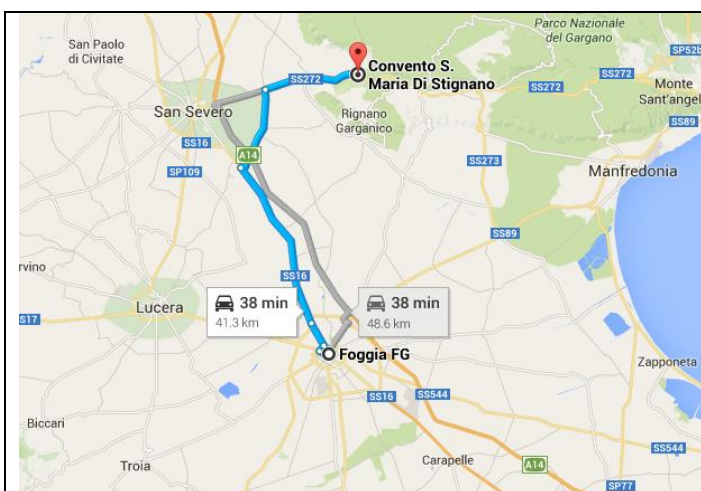 Parco Nazionale
del Gargano
San Paolo
di Civitate
SP52b
Convento S.
Maria Di Stignano
SS272
SS272
SS272
Monte
Sant'angel
San Severo
Rignano
Garganico
SS89
SS16
A14
SS273
SP109
Manfredonia
SS89
rvino
SS16
38 min
41.3 km
38 min
48.6 km
Lucera
SS17
Foggia FG
Zapponeta
SS16
SS544
Biccari
SS544
Troia
Carapelle
A14
SP77